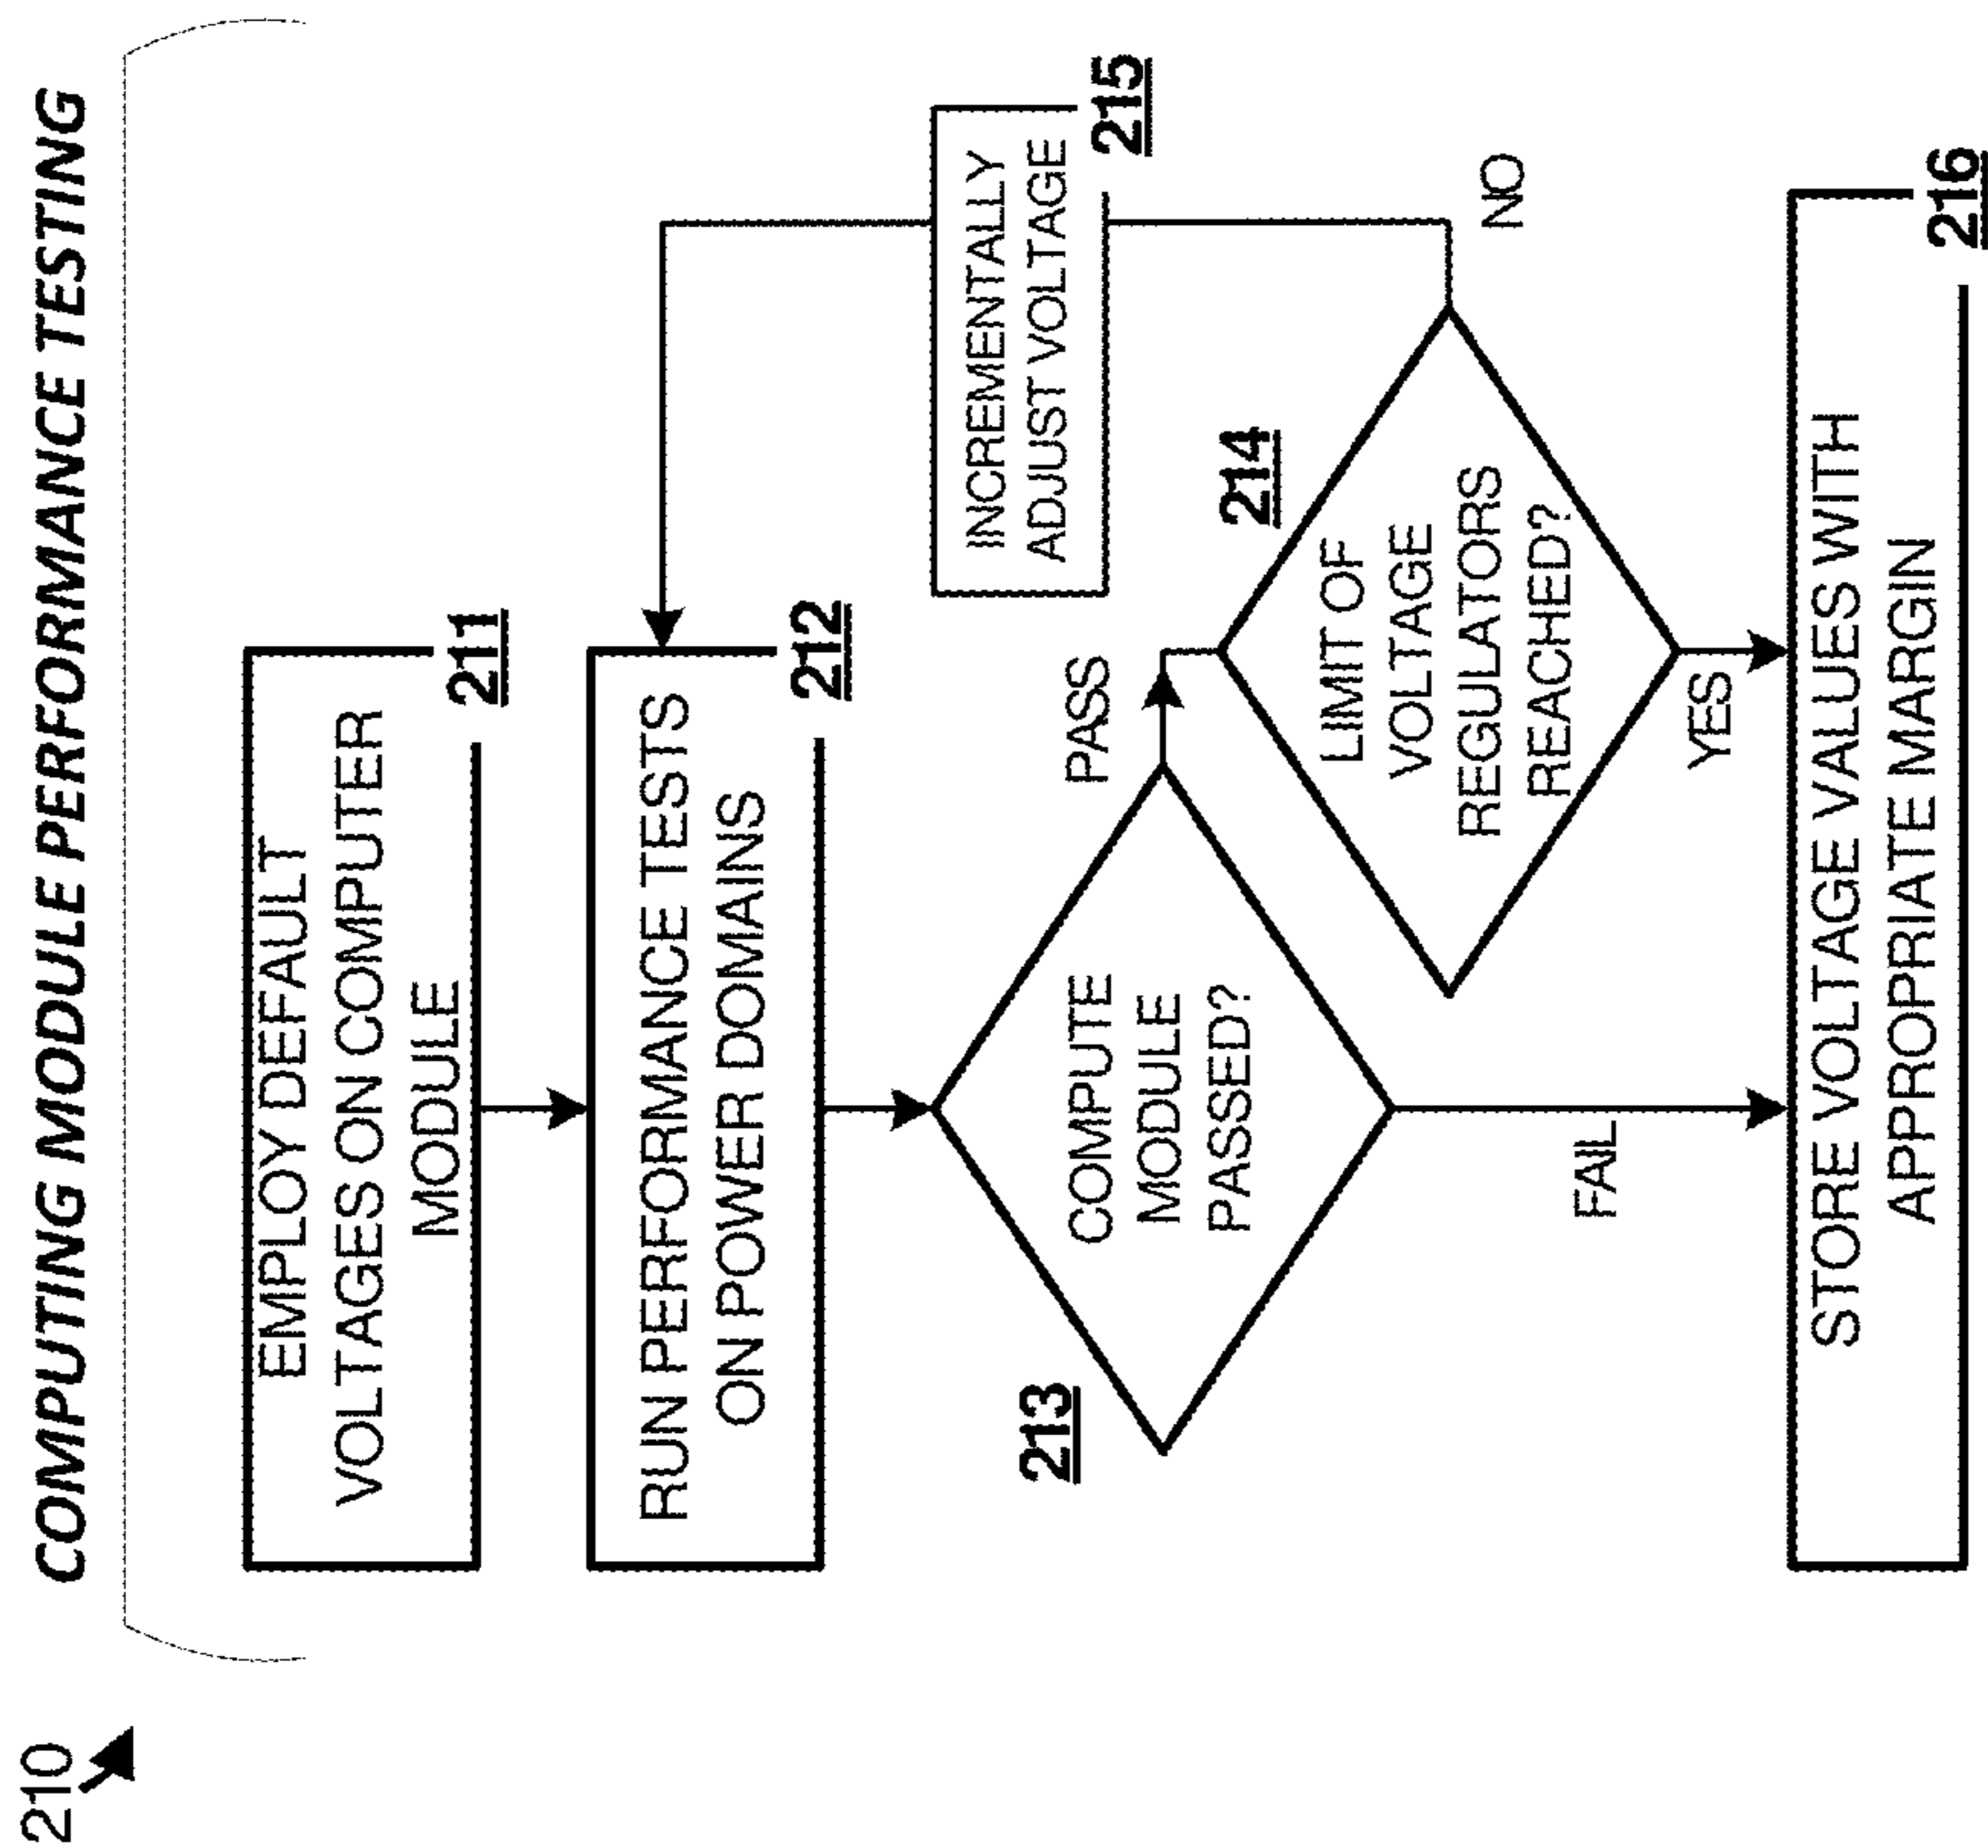 210
COMPUTING MODULE PERFORMANCE TESTING
EMPLOY DEFAULT
VOLTAGES ON COMPUTER
MODULE
211
RUN PERFORMANCE TESTS
ON POWER DOMAINS
212
213
COMPUTE
MODULE
PASSED?
PASS
FAIL
214
LIMIT OF
VOLTAGE
REGULATORS
REACHED?
YES
NO
INCREMENTALLY
ADJUST VOLTAGE
215
STORE VOLTAGE VALUES WITH
APPROPRIATE MARGIN
216